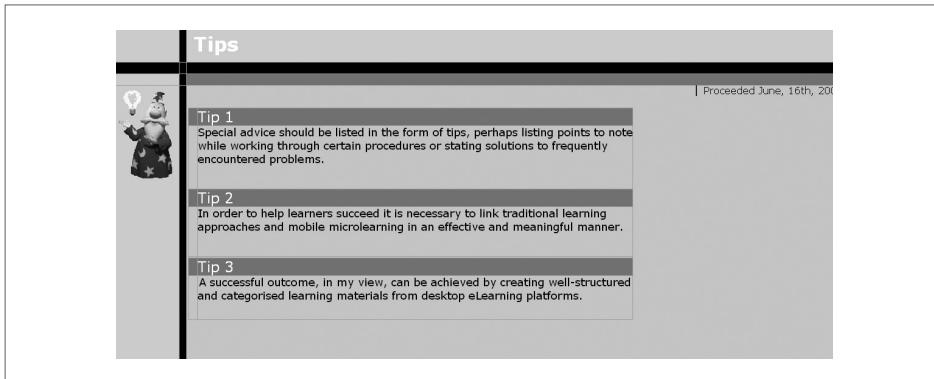 Tips
Proceeded June, 16th,
Tip 1
Special advice should be listed in the form of tips, perhaps listing points to note
while working through certain procedures or stating solutions to frequently
encountered problems.
Tip 2
In order to help learners succeed it is necessary to link traditional learning
approaches and mobile microlearning in an effective and meaningful manner.
Tip 3
A successful outcome, in my view, can be achieved by creating well-structured
and categorised learning materials from desktop eLearning platforms.